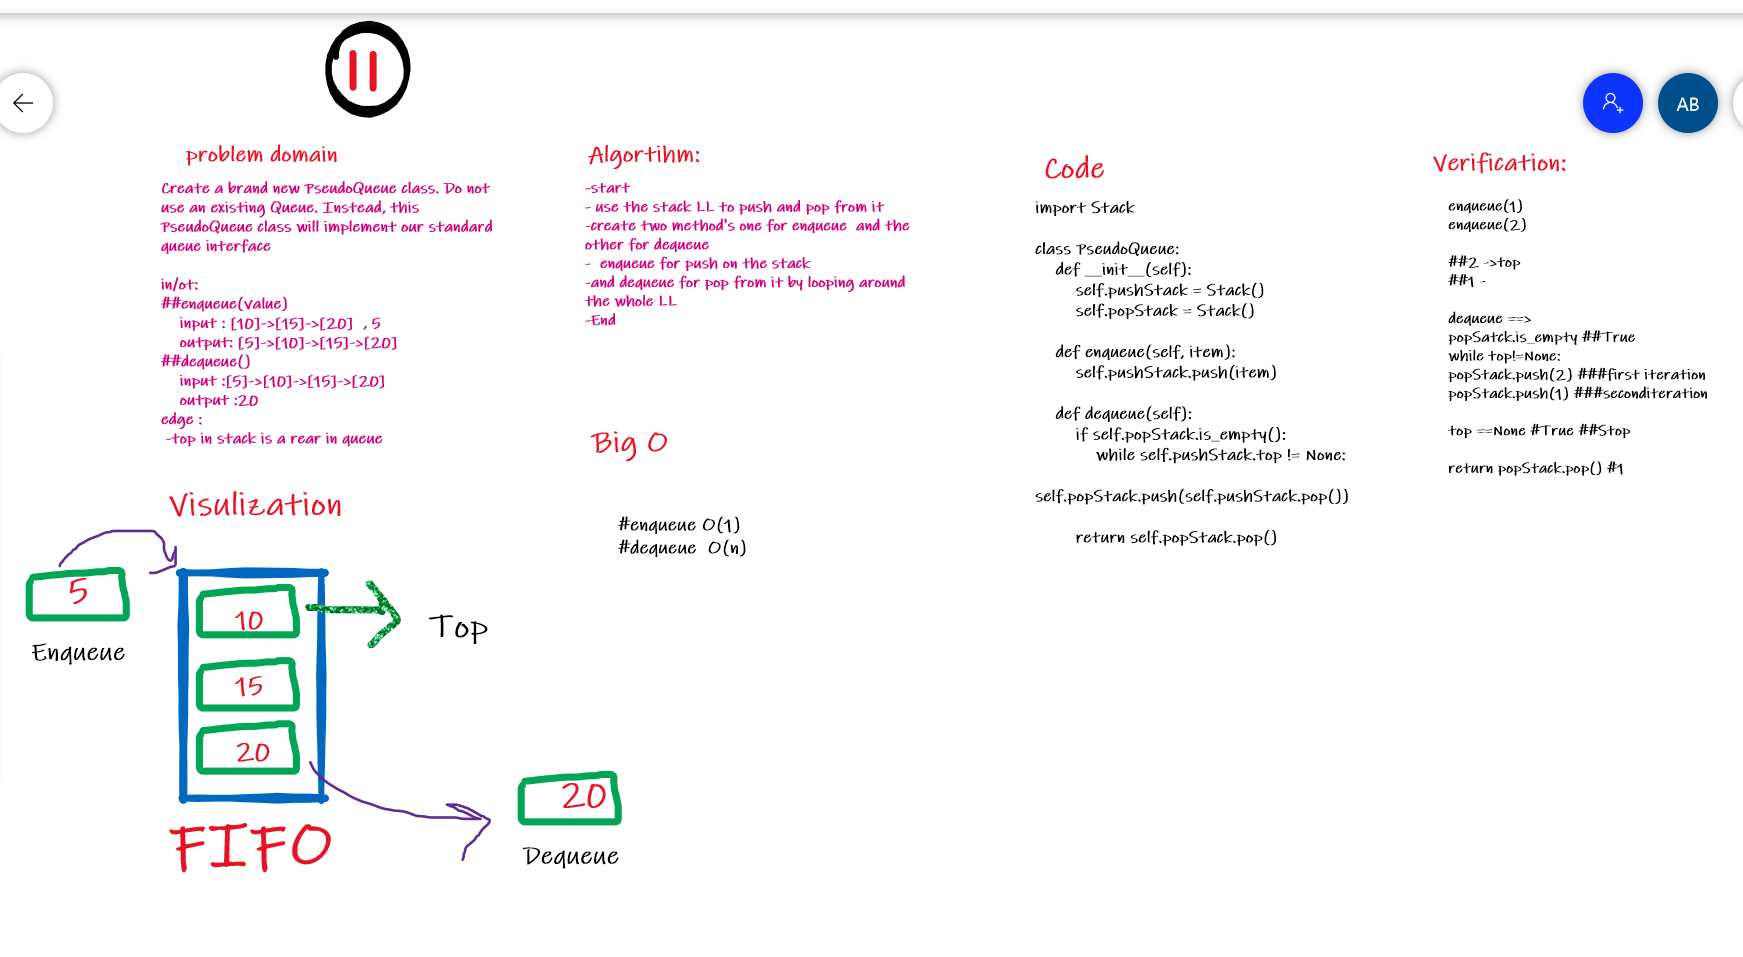 11
AB
problem domain
Create a brand new PseudoQueue class. Do not
use an existing Queue. Instead, this
PseudoQueue class will implement our standard
queue interface
in/ot:
##enqueue(value)
input : [10]->[15]->[20] , 5
output: [5]->[10]->[15]->[20]
##dequeue()
input :[5]->[10]->[15]->[20]
output :20
edge :
-top in stack is a rear in queue
Visulization
5
Enqueue
10
Top
15
20
FIFO
20
Dequeue
Algortihm:
-start
- use the stack LL to push and pop from it
-create two method's one for enqueue and the
other for dequeue
- enqueue for push on the stack
-and dequeue for pop from it by looping around
the whole LL
-End
Big O
#enqueue O(1)
#dequeue O(n)
Code
import Stack
class PseudoQueue:
def __init__(self):
self.pushStack = Stack()
self.popStack = Stack()
def enqueue(self, item):
self.pushStack.push(item)
def dequeue(self):
if self.popStack.is_empty():
while self.pushStack.top != None:
self.popStack.push(self.pushStack.pop())
return self.popStack.pop()
Verification:
enqueue(1)
enqueue(2)
##2 ->top
##1 -
dequeue ==>
popSatck.is_empty ##True
while top!=None:
popStack.push(2) ###first iteration
popStack.push(1) ###seconditeration
top ==None #True ##Stop
return popStack.pop() #1